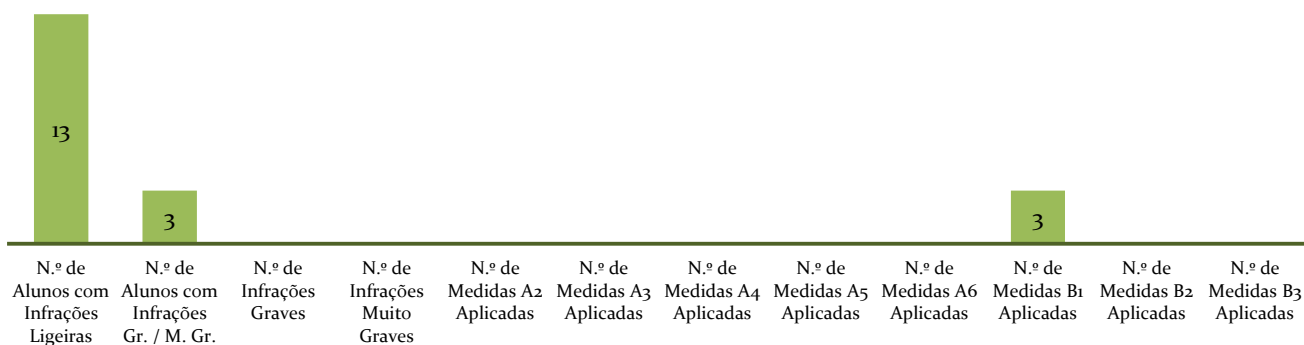 13
3
3
N.º de
Alunos com
Infrações
Ligeiras
N.º de
Alunos com
Infrações
Gr. / M. Gr.
N.º de
Infrações
Graves
N.º de
Infrações
Muito
Graves
N.º de
Medidas A2
Aplicadas
N.º de
Medidas A3
Aplicadas
N.º de
Medidas A4
Aplicadas
N.º de
Medidas A5
Aplicadas
N.º de
Medidas A6
Aplicadas
N.º de
Medidas B1
Aplicadas
N.º de
Medidas B2
Aplicadas
N.º de
Medidas B3
Aplicadas